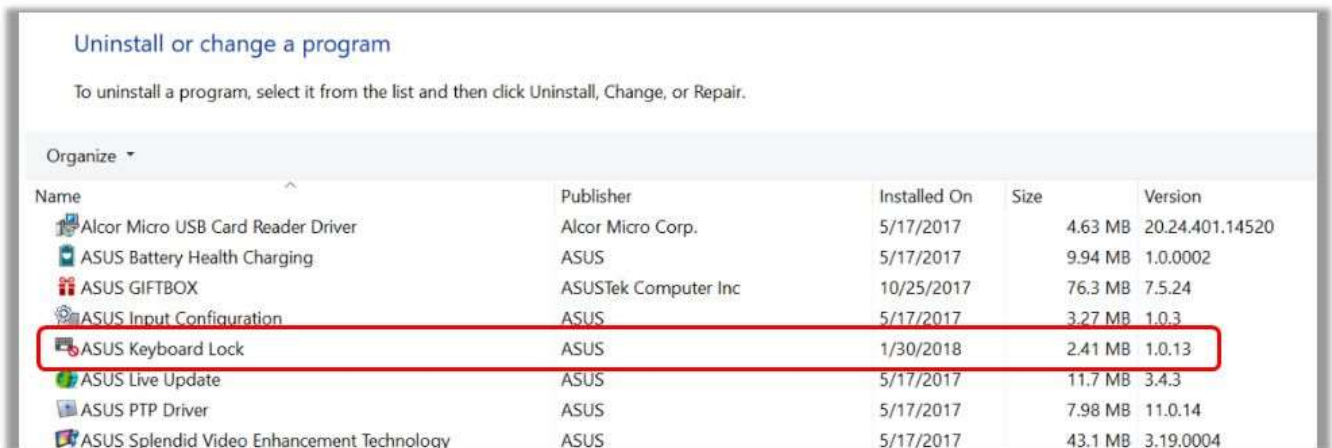 Uninstall or change a program
To uninstall a program, select it from the list and then click Uninstall, Change, or Repair.
Organize
Name Publisher Installed On Size Version
Alcor Micro USB Card Reader Driver Alcor Micro Corp. 5/17/2017 4.63 MB 20.24.401.14520
ASUS Battery Health Charging ASUS 5/17/2017 9.94 MB 1.0.0002
ASUS GIFTBOX ASUSTek Computer Inc 10/25/2017 76.3 MB 7.5.24
ASUS Input Configuration ASUS 5/17/2017 3.27 MB 1.0.3
ASUS Keyboard Lock ASUS 1/30/2018 2.41 MB 1.0.13
ASUS Live Update ASUS 5/17/2017 11.7 MB 3.4.3
ASUS PTP Driver ASUS 5/17/2017 7.98 MB 11.0.14
ASUS Splendid Video Enhancement Technology ASUS 5/17/2017 43.1 MB 3.19.0004